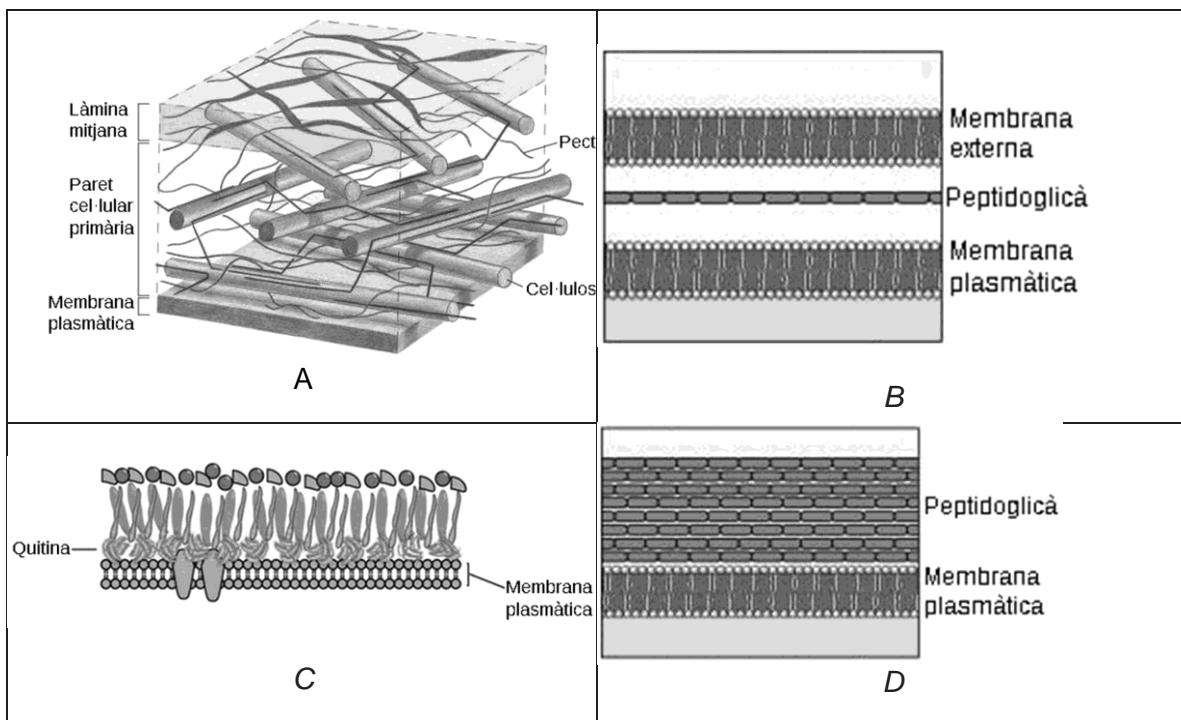 Làmina
mitjana
Paret
cel·lular
primària
Membrana
plasmàtica
Pect
Cel·lulos
A
Membrana
externa
Peptidoglicà
Membrana
plasmàtica
B
Quitina
Membrana
plasmàtica
C
Peptidoglicà
Membrana
plasmàtica
D